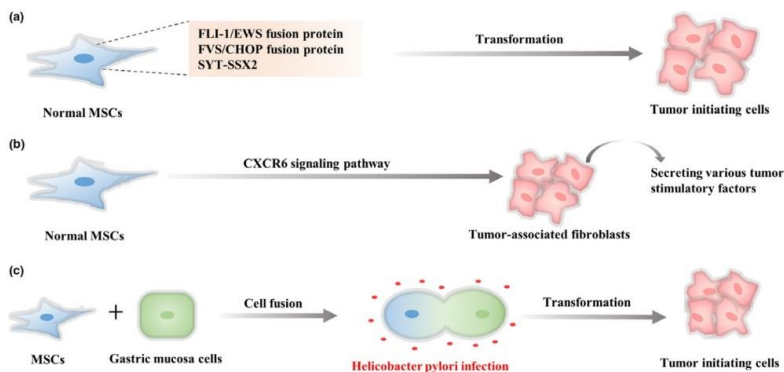 (a)
FLI-1/EWS fusion protein
FVS/CHOP fusion protein
SYT-SSX2
Transformation
Normal MSCs
Tumor initiating cells
(b)
CXCR6 signaling pathway
Secreting various tumor
stimulatory factors
Normal MSCs
Tumor-associated fibroblasts
(c)
+
Cell fusion
Transformation
MSCs
Gastric mucosa cells
Helicobacter pylori infection
Tumor initiating cells